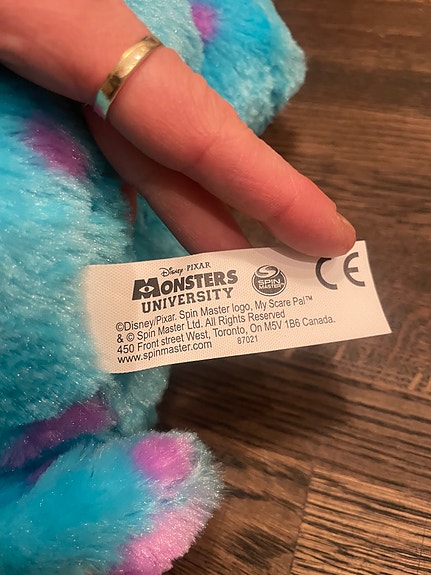 Disney · PIXAR
MONSTERS
UNIVERSITY
SPIN
MASTER
CE
©Disney/Pixar. Spin Master logo, My Scare Pal™
& © Spin Master Ltd. All Rights Reserved
450 Front street West, Toronto, On M5V 1B6 Canada.
www.spinmaster.com 87021